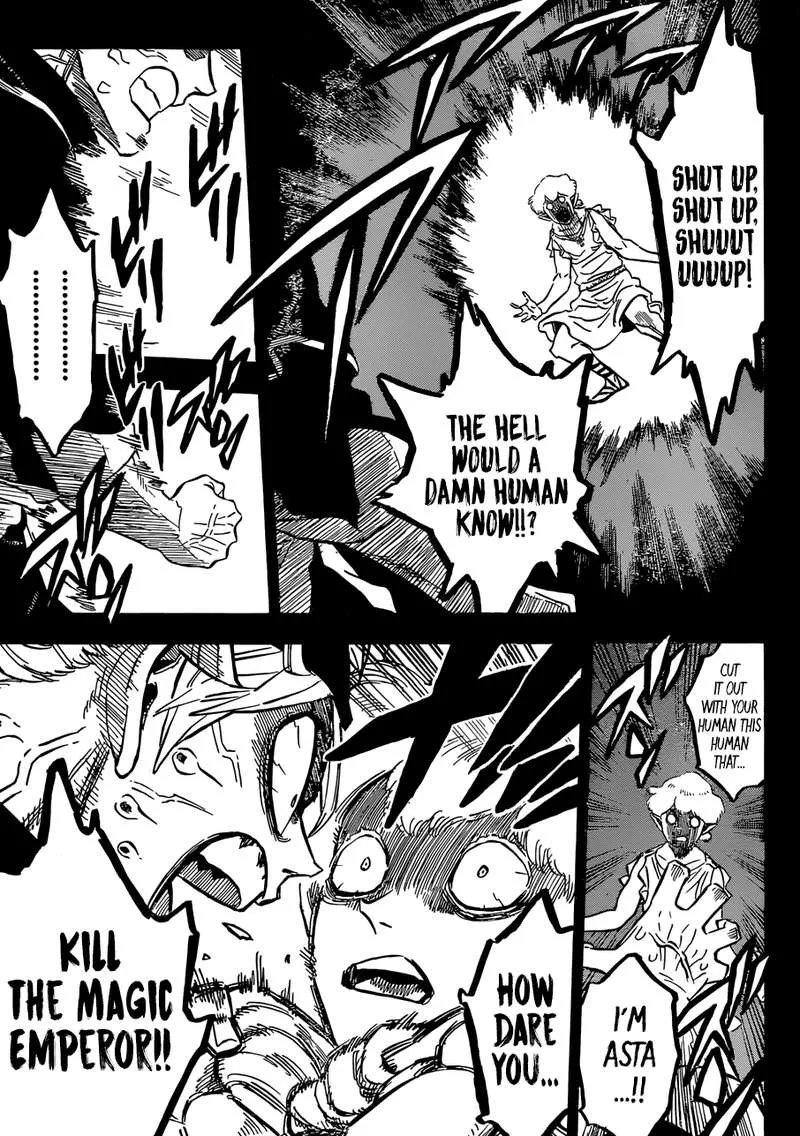 SHUT UP,
SHUT UP,
SHUUUT
UUUUP!
THE HELL
WOULD A
DAMN HUMAN
KNOW!!?
CUT
IT OUT
WITH YOUR
HUMAN THIS
HUMAN
THAT...
I'M
ASTA
...!!
HOW
DARE
YOU...
KILL
THE MAGIC
EMPEROR!!